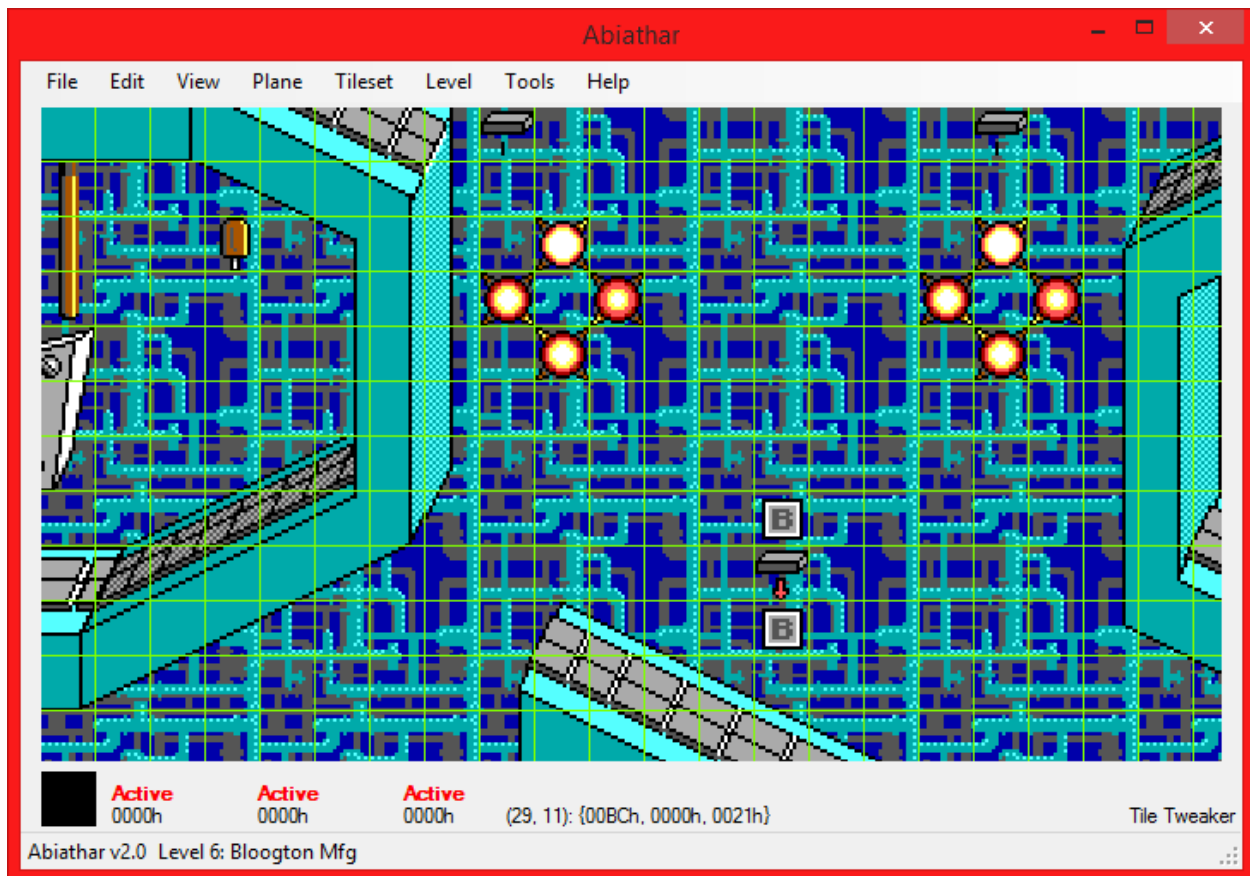 Abiathar
File Edit View Plane Tileset Level Tools Help
B
B
Active Active Active
0000h 0000h 0000h (29, 11): {00BCh, 0000h, 0021h} Tile Tweaker
Abiathar v2.0 Level 6: Bloogton Mfg